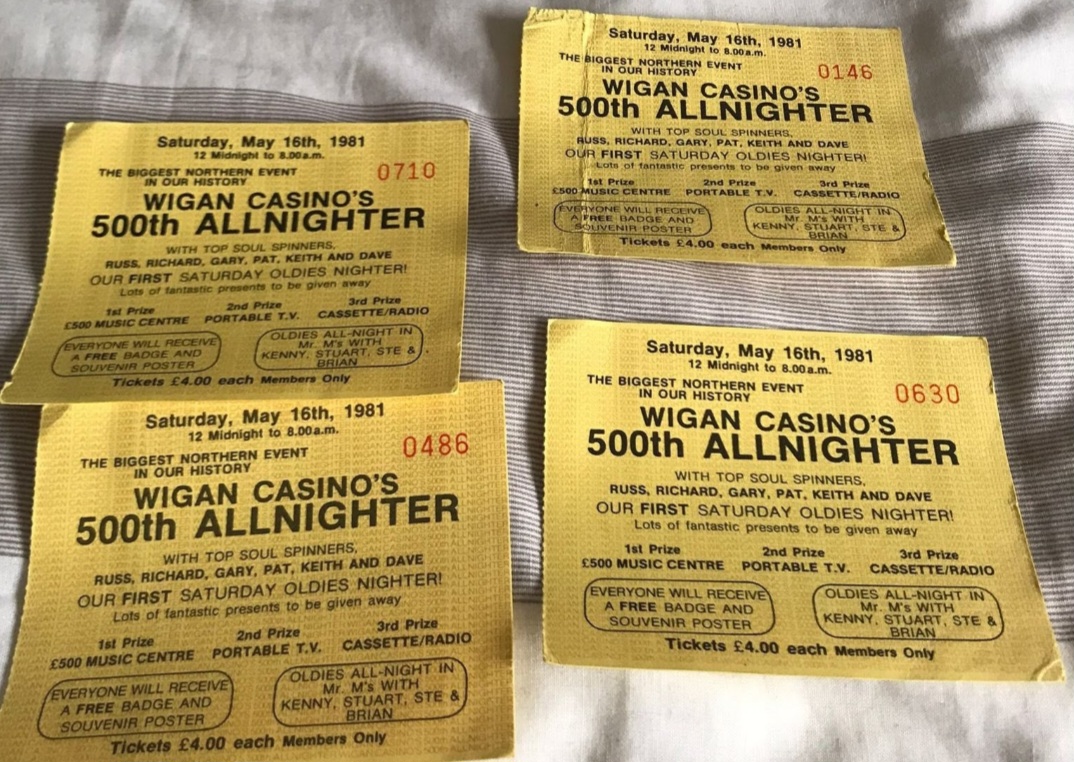 Saturday, May 16th, 1981
12 Midnight to 8.00a.m.
THE BIGGEST NORTHERN EVENT
IN OUR HISTORY
0710
WIGAN CASINO'S
500th ALLNIGHTER
WITH TOP SOUL SPINNERS,
RUSS, RICHARD, GARY, PAT, KEITH AND DAVE
OUR FIRST SATURDAY OLDIES NIGHTER!
Lots of fantastic presents to be given away
1st Prize 2nd Prize 3rd Prize
£500 MUSIC CENTRE PORTABLE T.V. CASSETTE/RADIO
EVERYONE WILL RECEIVE
A FREE BADGE AND
SOUVENIR POSTER
OLDIES ALL-NIGHT IN
Mr. M's WITH
KENNY, STUART, STE &
BRIAN
Tickets £4.00 each Members Only
Saturday, May 16th, 1981
12 Midnight to 8.00a.m.
THE BIGGEST NORTHERN EVENT
IN OUR HISTORY
0146
WIGAN CASINO'S
500th ALLNIGHTER
WITH TOP SOUL SPINNERS,
RUSS, RICHARD, GARY, PAT, KEITH AND DAVE
OUR FIRST SATURDAY OLDIES NIGHTER!
Lots of fantastic presents to be given away
1st Prize 2nd Prize 3rd Prize
£500 MUSIC CENTRE PORTABLE T.V. CASSETTE/RADIO
EVERYONE WILL RECEIVE
A FREE BADGE AND
SOUVENIR POSTER
OLDIES ALL-NIGHT IN
Mr. M's WITH
KENNY, STUART, STE &
BRIAN
Tickets £4.00 each Members Only
Saturday, May 16th, 1981
12 Midnight to 8.00a.m.
THE BIGGEST NORTHERN EVENT
IN OUR HISTORY
0486
WIGAN CASINO'S
500th ALLNIGHTER
WITH TOP SOUL SPINNERS,
RUSS, RICHARD, GARY, PAT, KEITH AND DAVE
OUR FIRST SATURDAY OLDIES NIGHTER!
Lots of fantastic presents to be given away
1st Prize 2nd Prize 3rd Prize
£500 MUSIC CENTRE PORTABLE T.V. CASSETTE/RADIO
EVERYONE WILL RECEIVE
A FREE BADGE AND
SOUVENIR POSTER
OLDIES ALL-NIGHT IN
Mr. M's WITH
KENNY, STUART, STE &
BRIAN
Tickets £4.00 each Members Only
Saturday, May 16th, 1981
12 Midnight to 8.00a.m.
THE BIGGEST NORTHERN EVENT
IN OUR HISTORY
0630
WIGAN CASINO'S
500th ALLNIGHTER
WITH TOP SOUL SPINNERS,
RUSS, RICHARD, GARY, PAT, KEITH AND DAVE
OUR FIRST SATURDAY OLDIES NIGHTER!
Lots of fantastic presents to be given away
1st Prize 2nd Prize 3rd Prize
£500 MUSIC CENTRE PORTABLE T.V. CASSETTE/RADIO
EVERYONE WILL RECEIVE
A FREE BADGE AND
SOUVENIR POSTER
OLDIES ALL-NIGHT IN
Mr. M's WITH
KENNY, STUART, STE &
BRIAN
Tickets £4.00 each Members Only